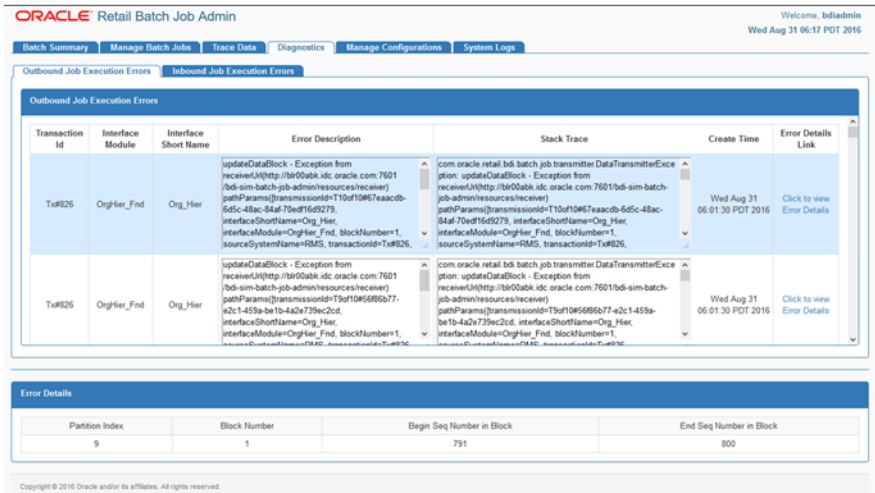 ORACLE Retail Batch Job Admin
Welcome, bdiadmin
Wed Aug 31 06:17 PDT 2016
Batch Summary Manage Batch Jobs Trace Data Diagnostics Manage Configurations System Logs
Outbound Job Execution Errors Inbound Job Execution Errors
Outbound Job Execution Errors
Transaction Id Interface Module Interface Short Name Error Description Stack Trace Create Time Error Details Link
Tx#826 OrgHier_Fnd Org_Hier
updateDataBlock - Exception from
receiverUrl(http://blr00abk.idc.oracle.com:7601
/bdi-sim-batch-job-admin/resources/receiver)
pathParams([transmissionId=T10of10#67eaacdb-
6d5c-48ac-84af-70edf16d9279,
interfaceShortName=Org_Hier,
interfaceModule=OrgHier_Fnd, blockNumber=1,
sourceSystemName=RMS, transactionId=Tx#826,
com.oracle.retail.bdi.batch.job.transmitter.DataTransmitterExce
ption: updateDataBlock - Exception from
receiverUrl(http://blr00abk.idc.oracle.com:7601/bdi-sim-batch-
job-admin/resources/receiver)
pathParams([transmissionId=T10of10#67eaacdb-6d5c-48ac-
84af-70edf16d9279, interfaceShortName=Org_Hier,
interfaceModule=OrgHier_Fnd, blockNumber=1,
sourceSystemName=RMS, transactionId=Tx#826,
Wed Aug 31
06:01:30 PDT 2016
Click to view
Error Details
Tx#826 OrgHier_Fnd Org_Hier
updateDataBlock - Exception from
receiverUrl(http://blr00abk.idc.oracle.com:7601
/bdi-sim-batch-job-admin/resources/receiver)
pathParams([transmissionId=T9of10#56f86b77-
e2c1-459a-be1b-4a2e739ec2cd,
interfaceShortName=Org_Hier,
interfaceModule=OrgHier_Fnd, blockNumber=1,
sourceSystemName=RMS, transactionId=Tx#826
com.oracle.retail.bdi.batch.job.transmitter.DataTransmitterExce
ption: updateDataBlock - Exception from
receiverUrl(http://blr00abk.idc.oracle.com:7601/bdi-sim-batch-
job-admin/resources/receiver)
pathParams([transmissionId=T9of10#56f86b77-e2c1-459a-
be1b-4a2e739ec2cd, interfaceShortName=Org_Hier,
interfaceModule=OrgHier_Fnd, blockNumber=1,
sourceSystemName=RMS, transactionId=Tx#826
Wed Aug 31
06:01:30 PDT 2016
Click to view
Error Details
Error Details
Partition Index Block Number Begin Seq Number in Block End Seq Number in Block
9 1 791 800
Copyright © 2016 Oracle and/or its affiliates. All rights reserved.